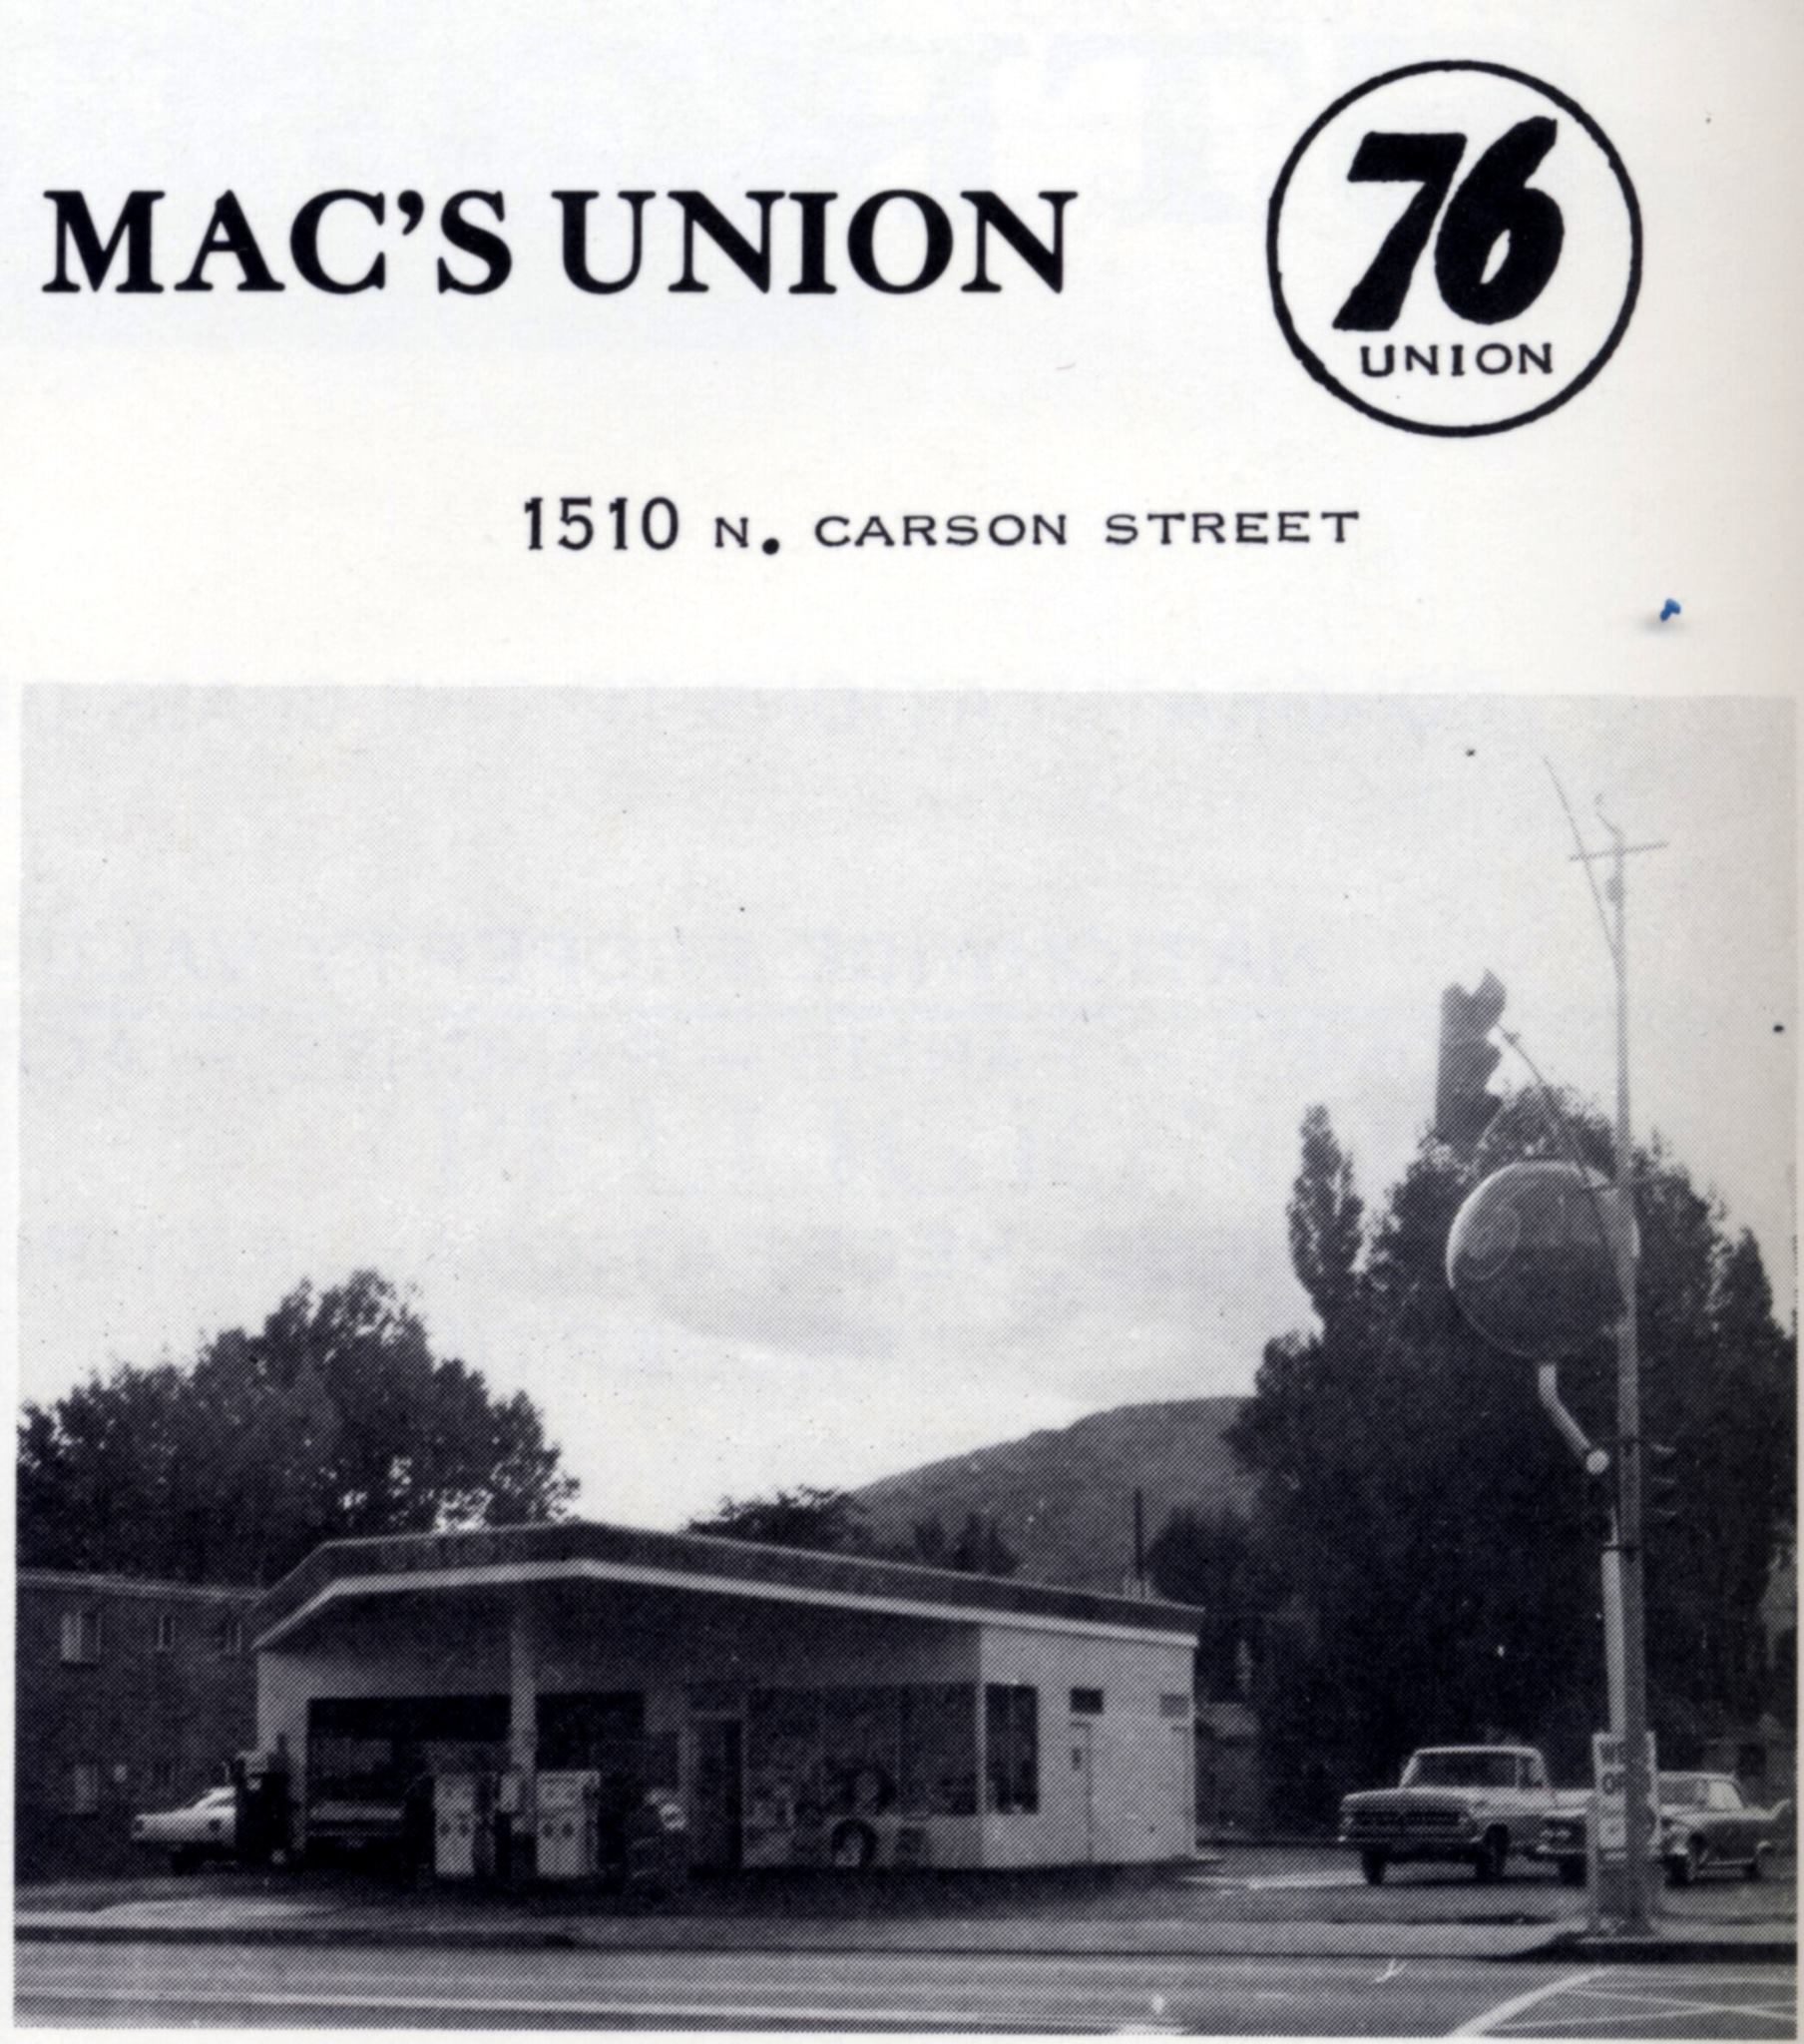 MAC'S UNION
76
UNION
1510 N. CARSON STREET